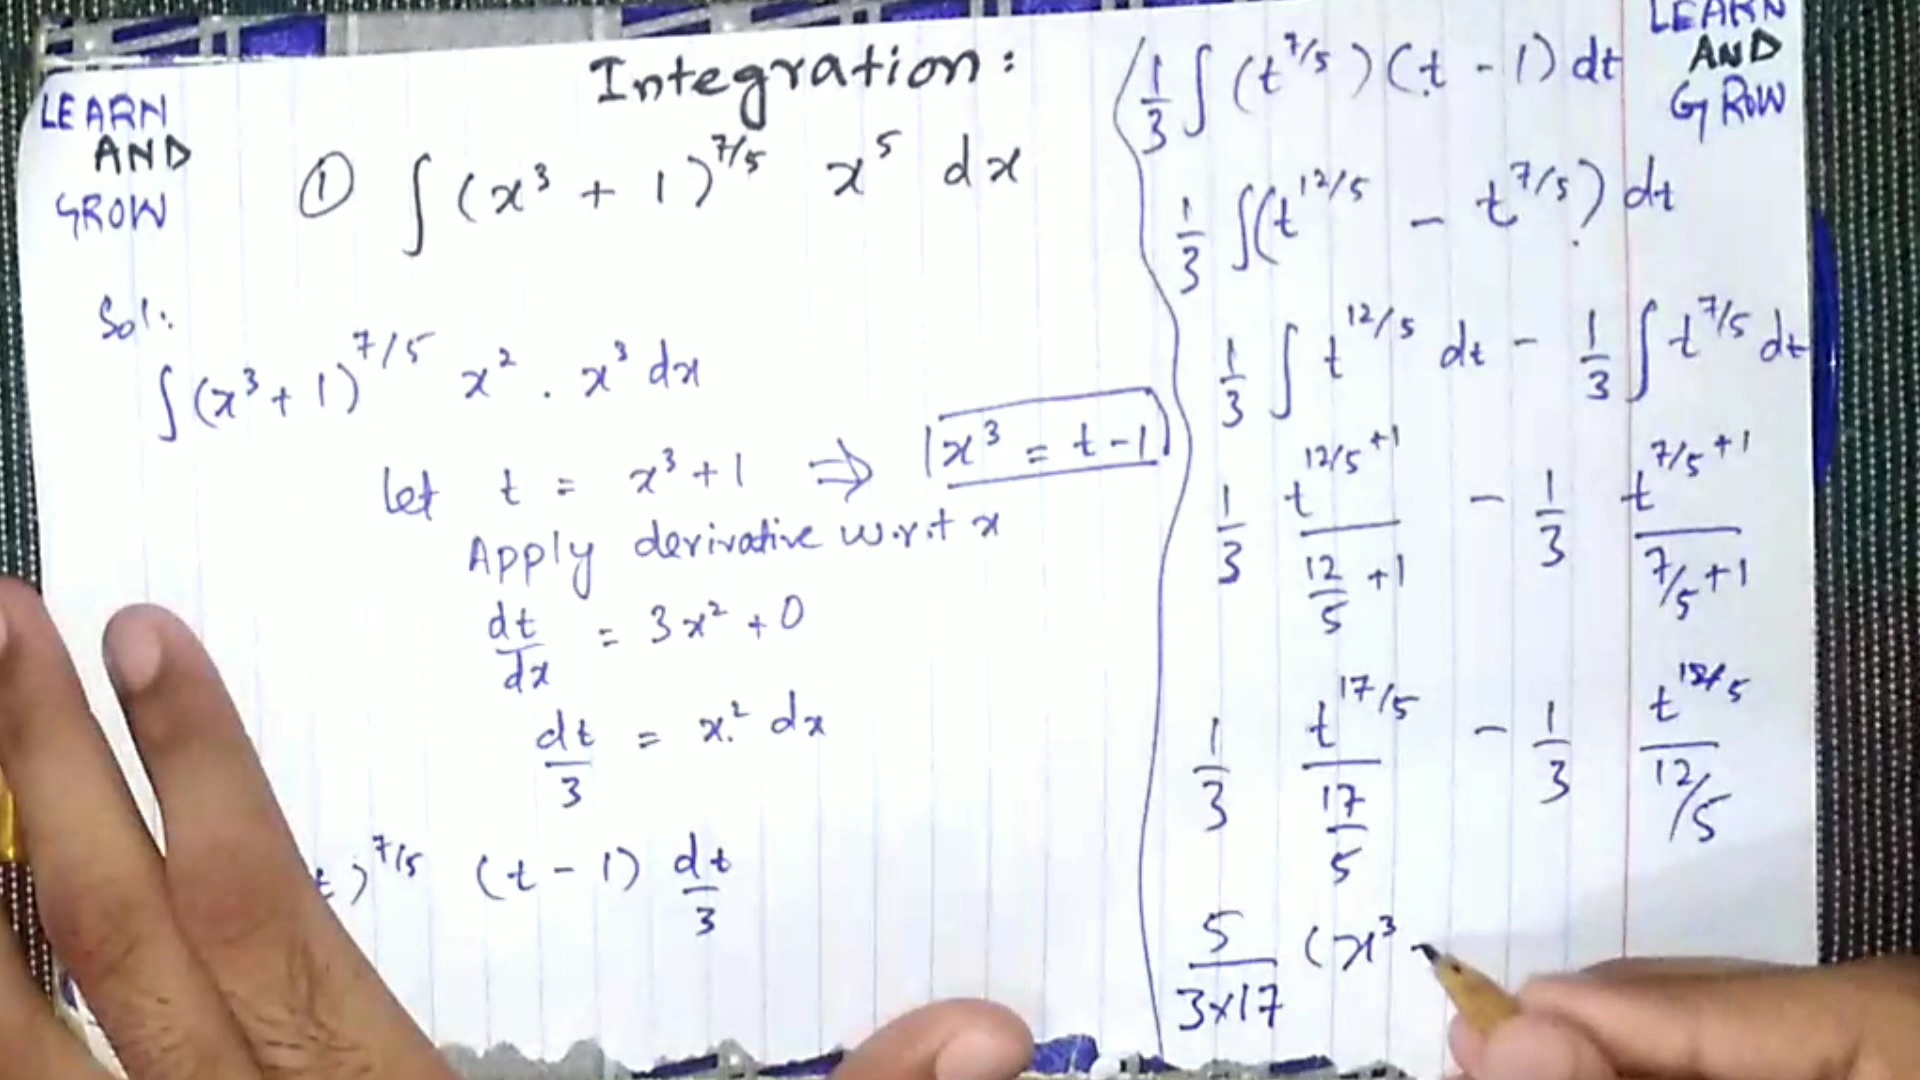 LEARN
AND
GROW
Integration:
① ∫ (x³ + 1)^7/5 x⁵ dx
Sol:
∫ (x³ + 1)^7/5 x² . x³ dx
let t = x³ + 1 ⇒ x³ = t - 1
Apply derivative w.r.t x
dt/dx = 3x² + 0
dt/3 = x² dx
t)^7/5 (t - 1) dt/3
LEARN
AND
GROW
1/3 ∫ (t^7/5) (t - 1) dt
1/3 ∫ (t^12/5 - t^7/5) dt
1/3 ∫ t^12/5 dt - 1/3 ∫ t^7/5 dt
1/3 t^12/5+1 / 12/5 +1 - 1/3 t^7/5+1 / 7/5+1
1/3 t^17/5 / 17/5 - 1/3 t^12/5 / 12/5
5/3×17 (x³